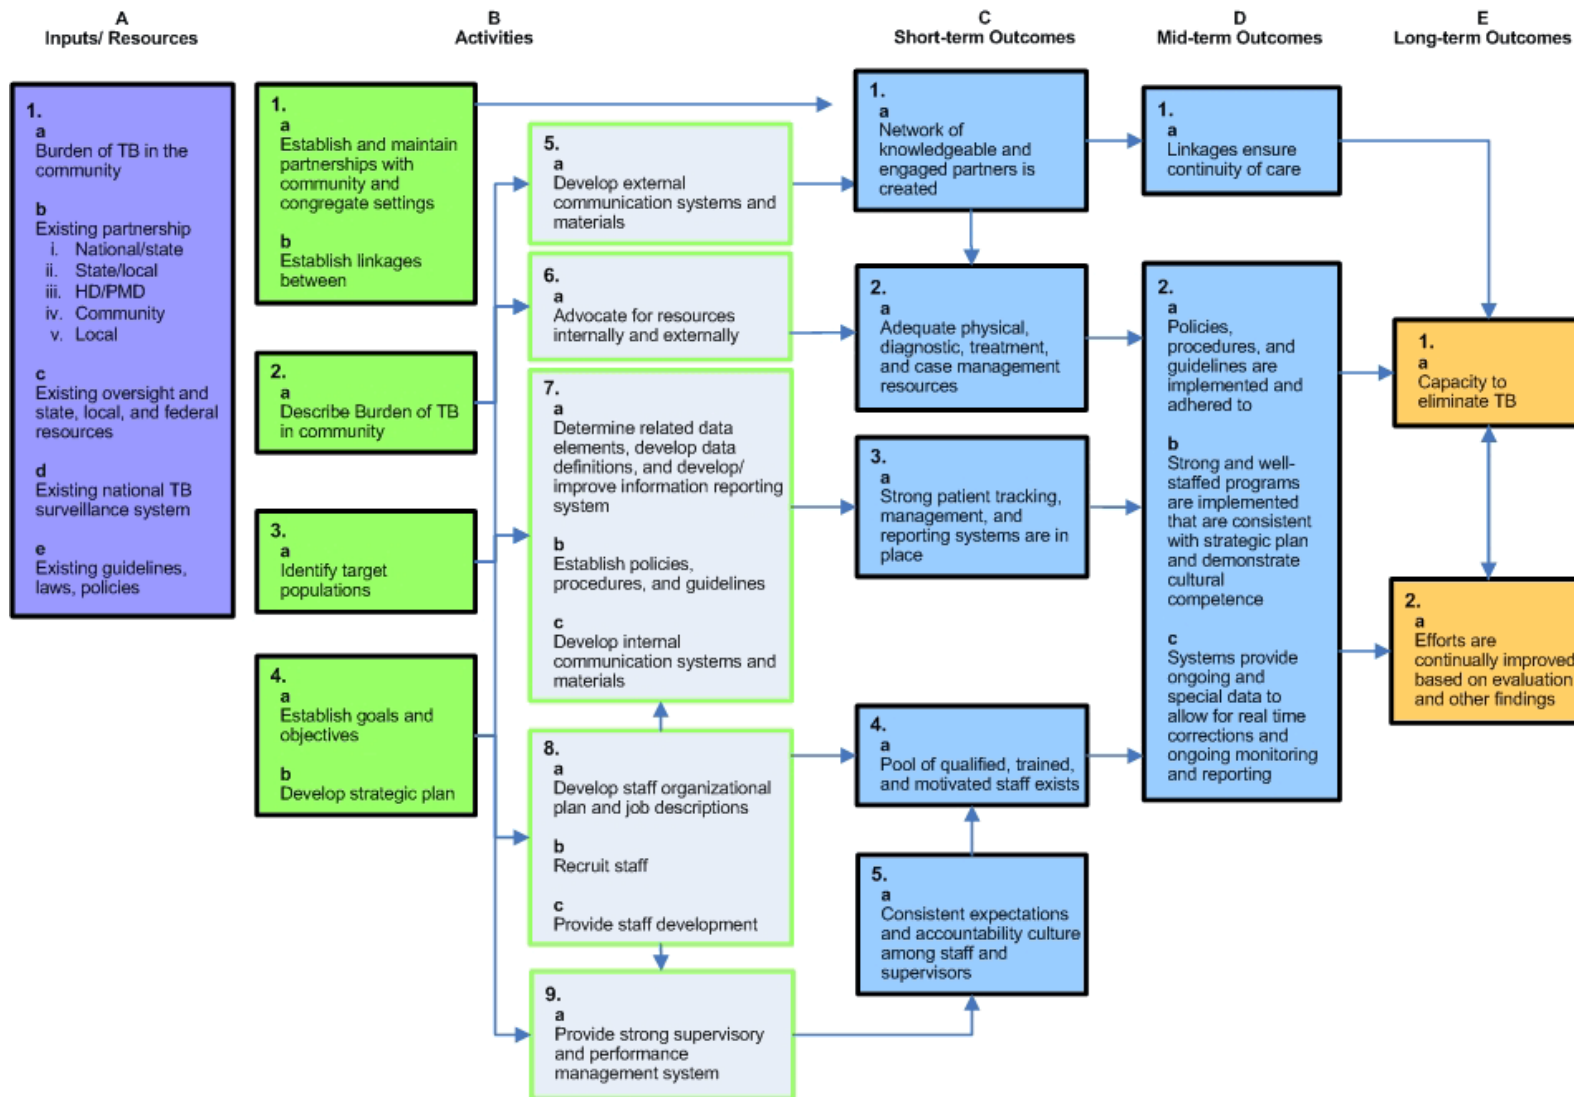 A
Inputs/ Resources
B
Activities
C
Short-term Outcomes
D
Mid-term Outcomes
E
Long-term Outcomes
1.
a
Burden of TB in the
community
b
Existing partnership
i. National/state
ii. State/local
iii. HD/PMD
iv. Community
v. Local
c
Existing oversight and
state, local, and federal
resources
d
Existing national TB
surveillance system
e
Existing guidelines,
laws, policies
1.
a
Establish and maintain
partnerships with
community and
congregate settings
b
Establish linkages
between
2.
a
Describe Burden of TB
in community
3.
a
Identify target
populations
4.
a
Establish goals and
objectives
b
Develop strategic plan
5.
a
Develop external
communication systems and
materials
6.
a
Advocate for resources
internally and externally
7.
a
Determine related data
elements, develop data
definitions, and develop/
improve information reporting
system
b
Establish policies,
procedures, and guidelines
c
Develop internal
communication systems and
materials
8.
a
Develop staff organizational
plan and job descriptions
b
Recruit staff
c
Provide staff development
9.
a
Provide strong supervisory
and performance
management system
1.
a
Network of
knowledgeable and
engaged partners is
created
2.
a
Adequate physical,
diagnostic, treatment,
and case management
resources
3.
a
Strong patient tracking,
management, and
reporting systems are in
place
4.
a
Pool of qualified, trained,
and motivated staff exists
5.
a
Consistent expectations
and accountability culture
among staff and
supervisors
1.
a
Linkages ensure
continuity of care
2.
a
Policies,
procedures, and
guidelines are
implemented and
adhered to
b
Strong and well-
staffed programs
are implemented
that are consistent
with strategic plan
and demonstrate
cultural
competence
c
Systems provide
ongoing and
special data to
allow for real time
corrections and
ongoing monitoring
and reporting
1.
a
Capacity to
eliminate TB
2.
a
Efforts are
continually improved
based on evaluation
and other findings